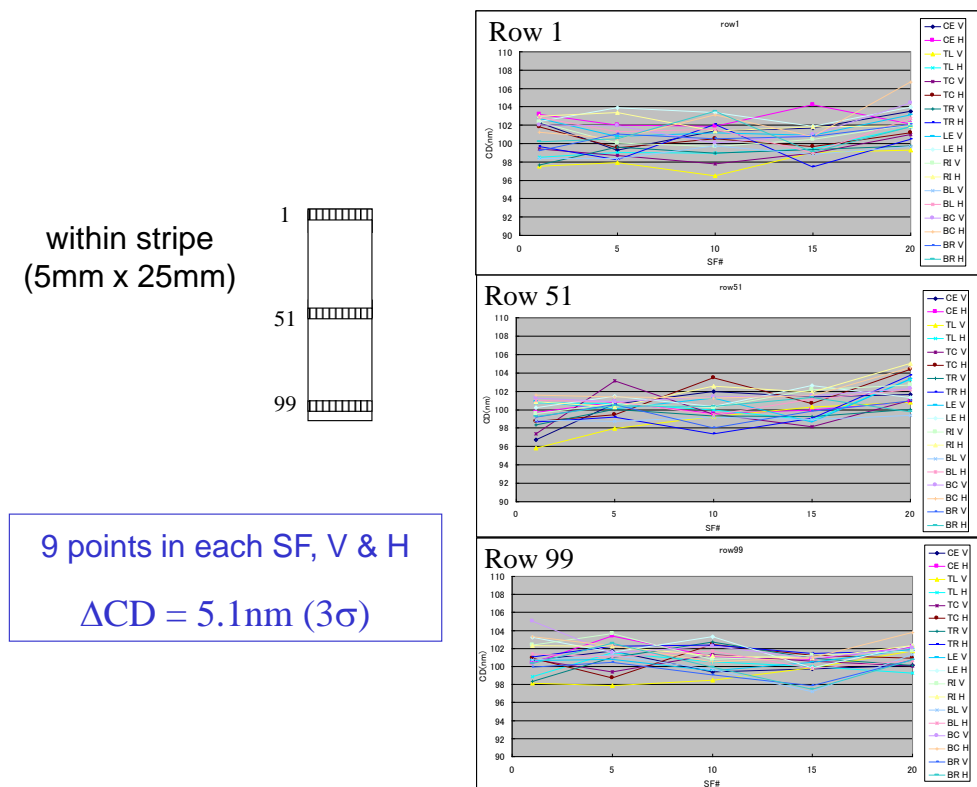 within stripe
(5mm x 25mm)
1
51
99
9 points in each SF, V & H
ΔCD = 5.1nm (3σ)
Row 1
row1
110
108
106
104
102
100
98
96
94
92
90
CD(nm)
0 5 10 15 20
SF#
CE V
CE H
TL V
TL H
TC V
TC H
TR V
TR H
LE V
LE H
RI V
RI H
BL V
BL H
BC V
BC H
BR V
BR H
Row 51
row51
110
108
106
104
102
100
98
96
94
92
90
CD(nm)
0 5 10 15 20
SF#
CE V
CE H
TL V
TL H
TC V
TC H
TR V
TR H
LE V
LE H
RI V
RI H
BL V
BL H
BC V
BC H
BR V
BR H
Row 99
row99
110
108
106
104
102
100
98
96
94
92
90
CD(nm)
0 5 10 15 20
SF#
CE V
CE H
TL V
TL H
TC V
TC H
TR V
TR H
LE V
LE H
RI V
RI H
BL V
BL H
BC V
BC H
BR V
BR H